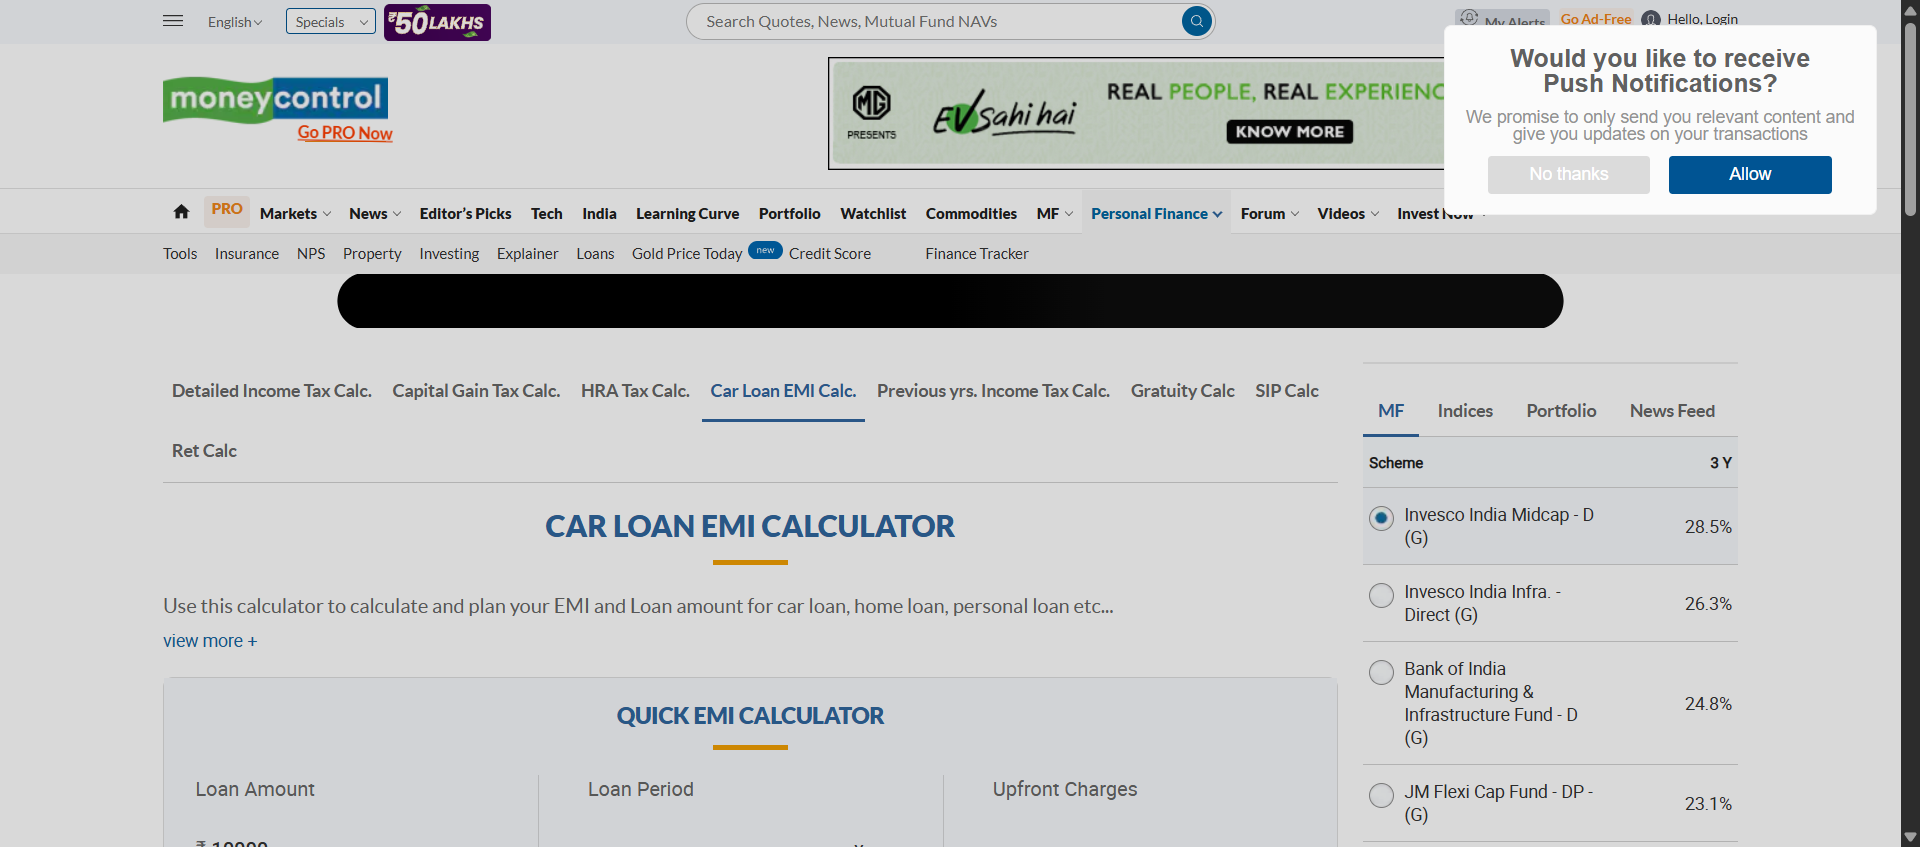 English
Specials
₹50 LAKHS
Search Quotes, News, Mutual Fund NAVs
My Alerts
Go Ad-Free
Hello, Login
Would you like to receive
Push Notifications?
We promise to only send you relevant content and
give you updates on your transactions
No thanks
Allow
moneycontrol
Go PRO Now
MG
PRESENTS
EV Sahi hai
REAL PEOPLE, REAL EXPERIENC
KNOW MORE
PRO
Markets
News
Editor's Picks
Tech
India
Learning Curve
Portfolio
Watchlist
Commodities
MF
Personal Finance
Forum
Videos
Invest Now
Tools
Insurance
NPS
Property
Investing
Explainer
Loans
Gold Price Today
new
Credit Score
Finance Tracker
Detailed Income Tax Calc.
Capital Gain Tax Calc.
HRA Tax Calc.
Car Loan EMI Calc.
Previous yrs. Income Tax Calc.
Gratuity Calc
SIP Calc
Ret Calc
CAR LOAN EMI CALCULATOR
Use this calculator to calculate and plan your EMI and Loan amount for car loan, home loan, personal loan etc...
view more +
QUICK EMI CALCULATOR
Loan Amount
Loan Period
Upfront Charges
₹ 10000
MF
Indices
Portfolio
News Feed
Scheme
3 Y
Invesco India Midcap - D
(G)
28.5%
Invesco India Infra. -
Direct (G)
26.3%
Bank of India
Manufacturing &
Infrastructure Fund - D
(G)
24.8%
JM Flexi Cap Fund - DP -
(G)
23.1%